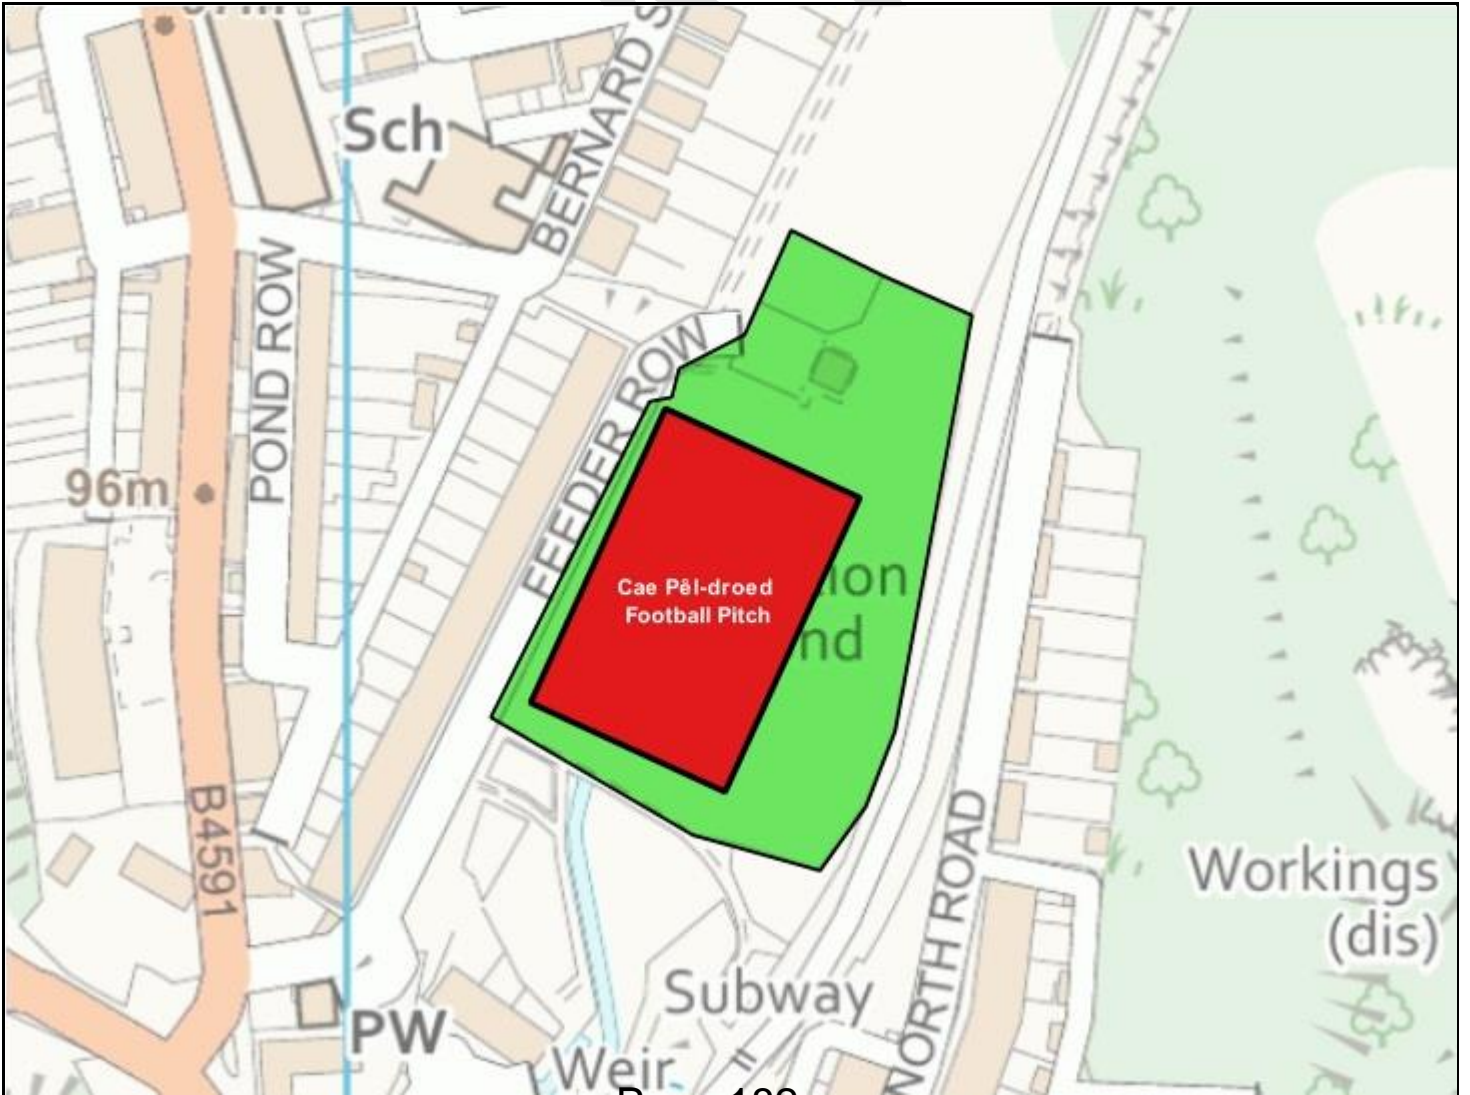 Sch
BERNARD S
POND ROW
FEEDER ROW
96m
Cae Pêl-droed
Football Pitch
ion
nd
B4591
NORTH ROAD
Workings
(dis)
Subway
PW
Weir